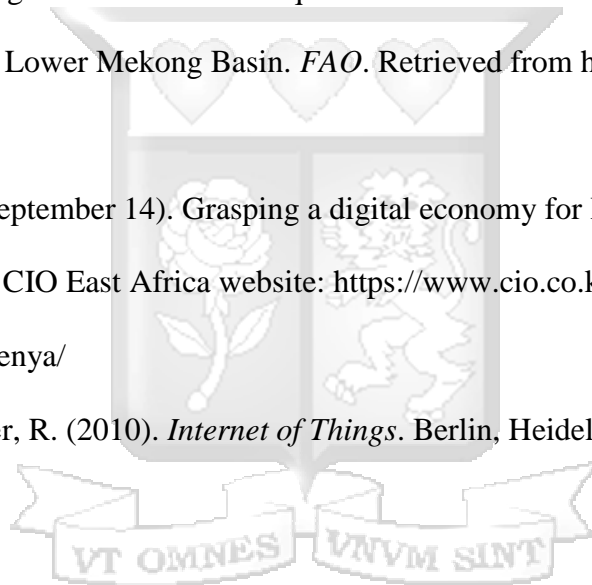 Lower Mekong Basin. FAO. Retrieved from h
eptember 14). Grasping a digital economy for
CIO East Africa website: https://www.cio.co.k
enya/
r, R. (2010). Internet of Things. Berlin, Heidel
VT OMNES VNVM SINT